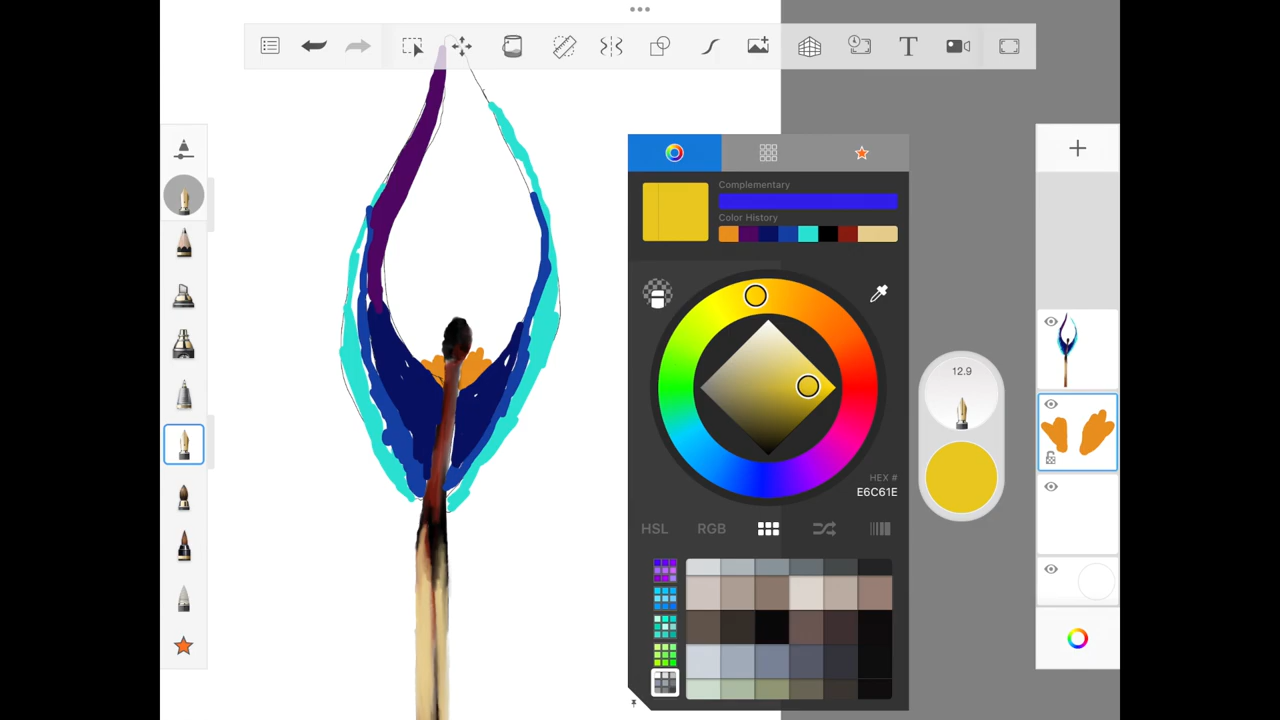 Complementary
Color History
12.9
HEX #
E6C61E
HSL
RGB